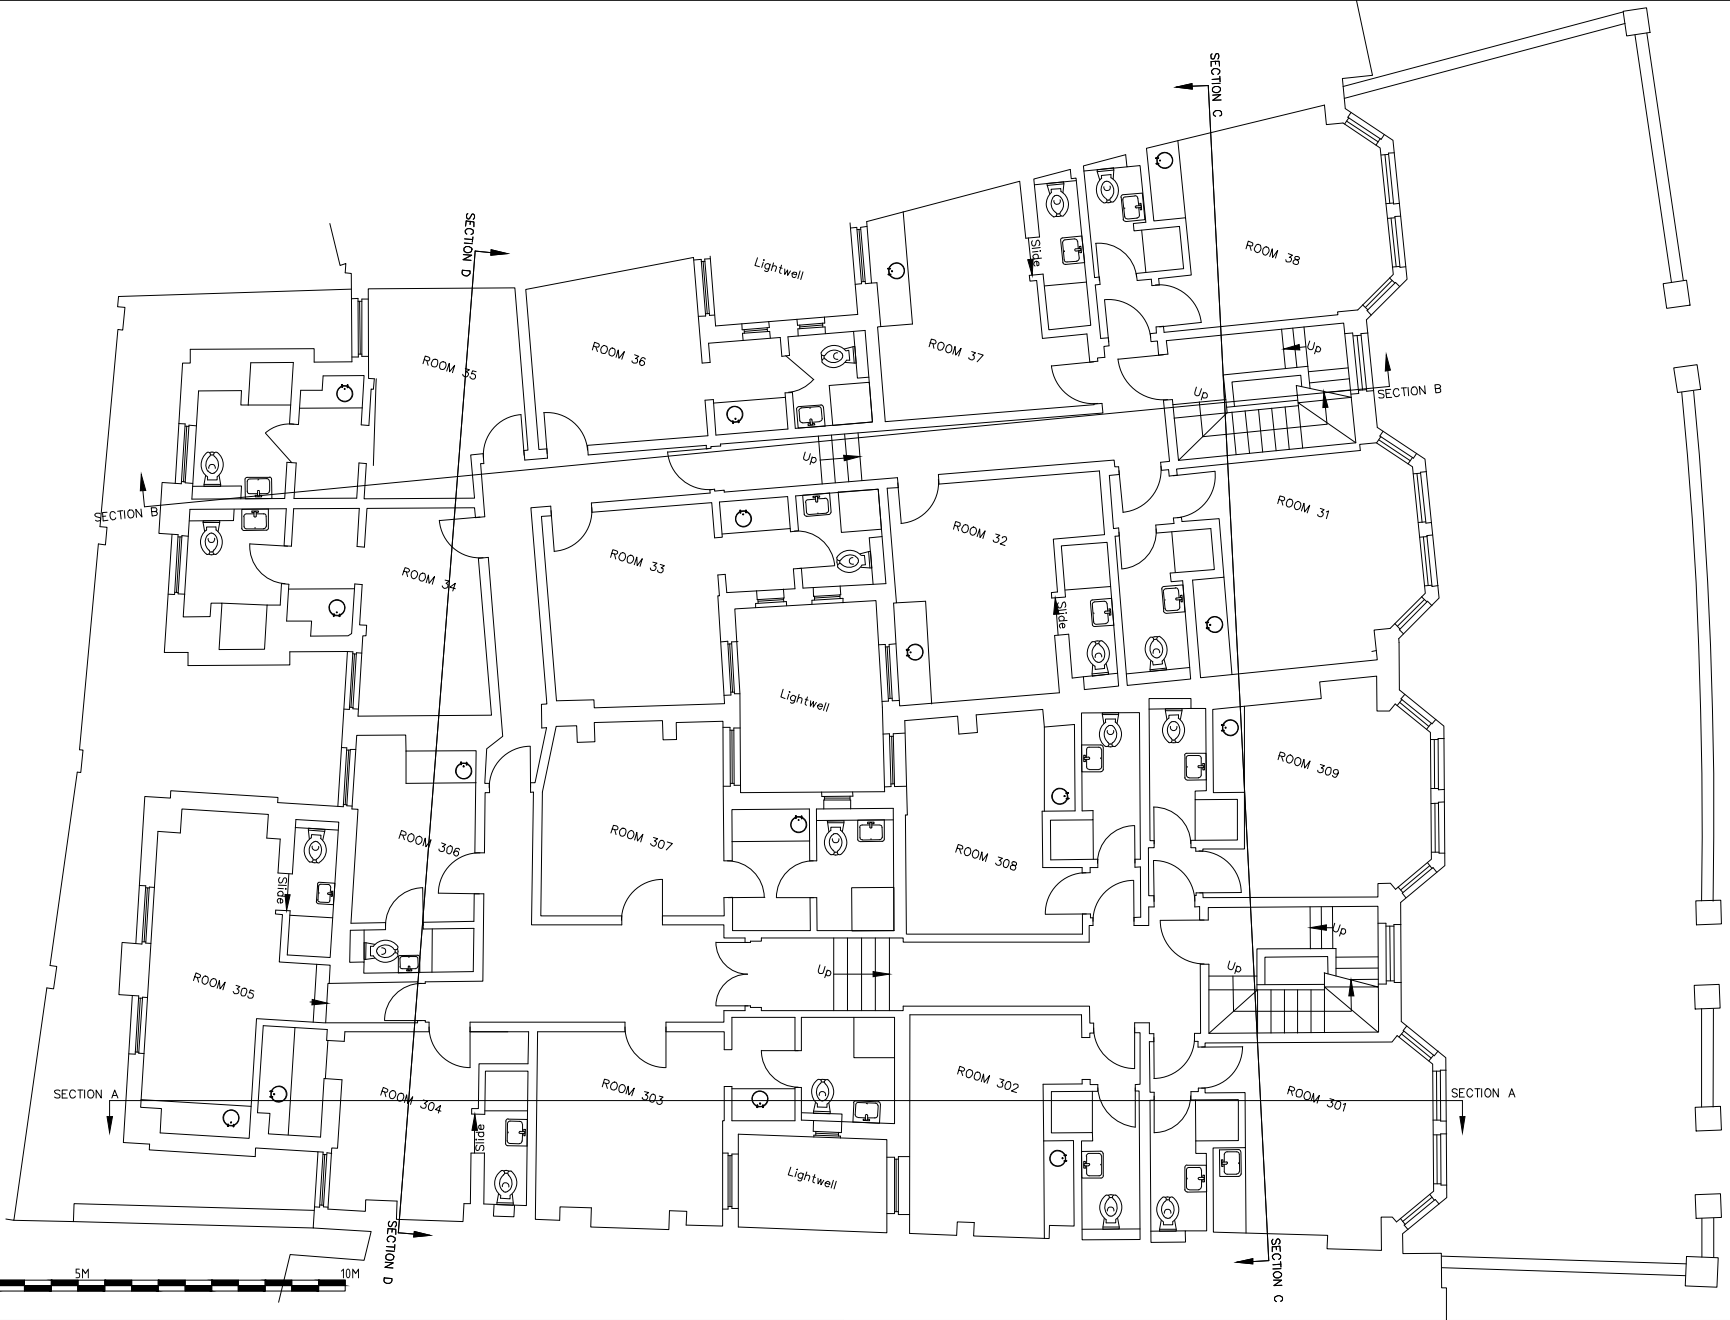 SECTION C
SECTION D
ROOM 38
Slide
Lightwell
ROOM 37
ROOM 36
ROOM 35
Up
Up
SECTION B
Up
SECTION B
ROOM 31
ROOM 32
ROOM 33
ROOM 34
Slide
Lightwell
ROOM 309
ROOM 308
ROOM 307
ROOM 306
Slide
Up
Up
Up
ROOM 305
SECTION A
ROOM 304
ROOM 303
ROOM 302
ROOM 301
SECTION A
Slide
Lightwell
SECTION D
SECTION C
5M
10M